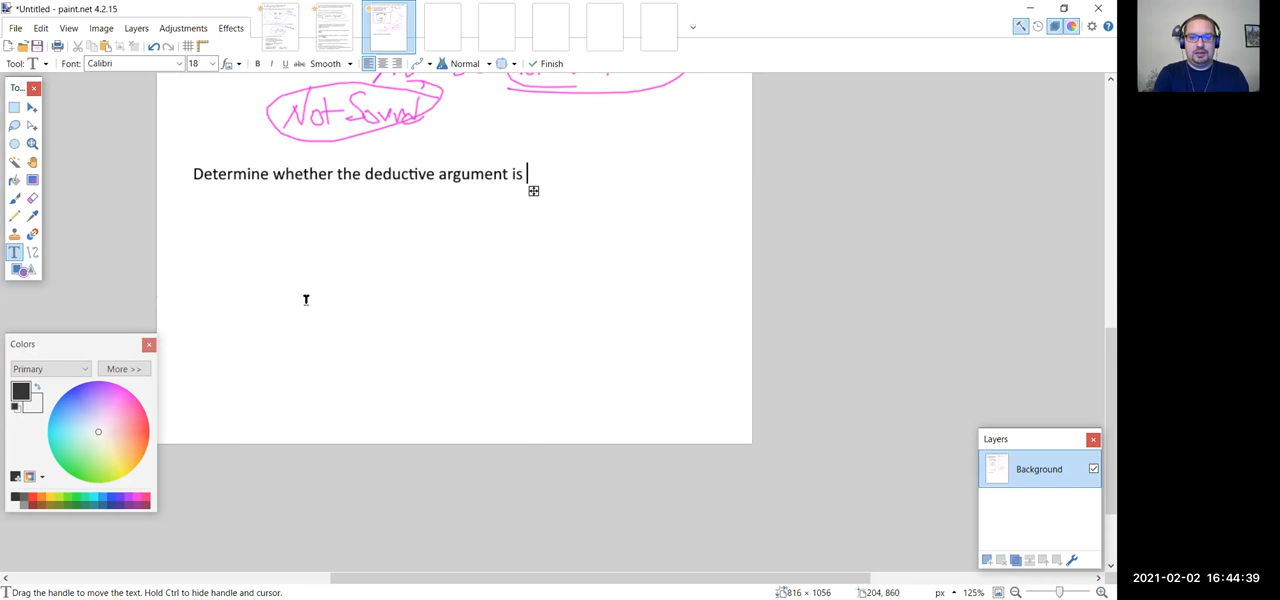 *Untitled - paint.net 4.2.15
File Edit View Image Layers Adjustments Effects
Tool: T Font: Calibri 18 fx B I U abc Smooth Normal Finish
To...
Not Sound
Determine whether the deductive argument is
Colors
Primary More >>
Layers
Background
Drag the handle to move the text. Hold Ctrl to hide handle and cursor.
816 × 1056 204, 860 px 125%
2021-02-02 16:44:39